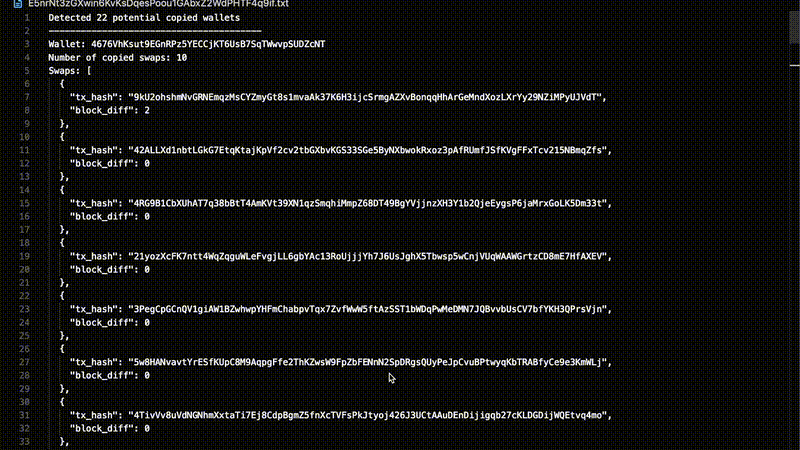 E5nrNt3zGXwin6KvKsDqesPoou1GAbxZ2WdPHTF4q9if.txt
1 Detected 22 potential copied wallets
2 ----------------------------------------
3 Wallet: 4676VhKsut9EGnRPz5YECCjKT6UsB7SqTWwvpSUDZcNT
4 Number of copied swaps: 10
5 Swaps: [
6 {
7 "tx_hash": "9kU2ohshmNvGRNEmqzMsCYZmyGt8s1mvaAk37K6H3ijcSrmgAZXvBonqqHhArGeMndXozLXrYy29NZiMPyUJVdT",
8 "block_diff": 2
9 },
10 {
11 "tx_hash": "42ALLXd1nbtLGkG7EtqKtajKpVf2cv2tbGXbvKGS33SGe5ByNXbwokRxoz3pAfRUmfJSfKVgFFxTcv215NBmqZfs",
12 "block_diff": 0
13 },
14 {
15 "tx_hash": "4RG9B1CbXUhAT7q38bBtT4AmKVt39XN1qzSmqhiMmpZ68DT49BgYVjjnzXH3Y1b2QjeEygsP6jaMrxGoLK5Dm33t",
16 "block_diff": 0
17 },
18 {
19 "tx_hash": "21yozXcFK7ntt4WqZqguWLeFvgjLL6gbYAc13RoUjjjYh7J6UsJghX5Tbwsp5wCnjVUqWAAWGrtzCD8mE7HfAXEV",
20 "block_diff": 0
21 },
22 {
23 "tx_hash": "3PegCpGCnQV1giAW1BZwhwpYHFmChabpvTqx7ZvfWwW5ftAzSST1bWDqPwMeDMN7JQBvvbUsCV7bfYKH3QPrsVjn",
24 "block_diff": 0
25 },
26 {
27 "tx_hash": "5w8HANvavtYrESfKUpC8M9AqpgFfe2ThKZwsW9FpZbFENnN2SpDRgsQUyPeJpCvuBPtwyqKbTRABfyCe9e3KmWLj",
28 "block_diff": 0
29 },
30 {
31 "tx_hash": "4TivVv8uVdNGNhmXxtaTi7Ej8CdpBgmZ5fnXcTVFsPkJtyoj426J3UCtAAuDEnDijigqb27cKLDGDijWQEtvq4mo",
32 "block_diff": 0
33 },